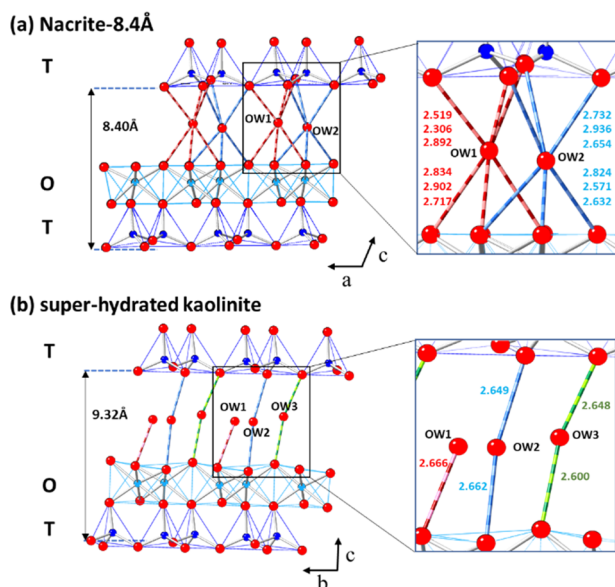 (a) Nacrite-8.4Å
T
8.40Å
OW1
OW2
O
T
a
c
2.519
2.306
2.892
2.732
2.936
2.654
OW1
OW2
2.834
2.902
2.717
2.824
2.571
2.632
(b) super-hydrated kaolinite
T
9.32Å
OW1
OW3
OW2
O
T
b
c
2.649
2.648
OW1
OW2
OW3
2.666
2.662
2.600